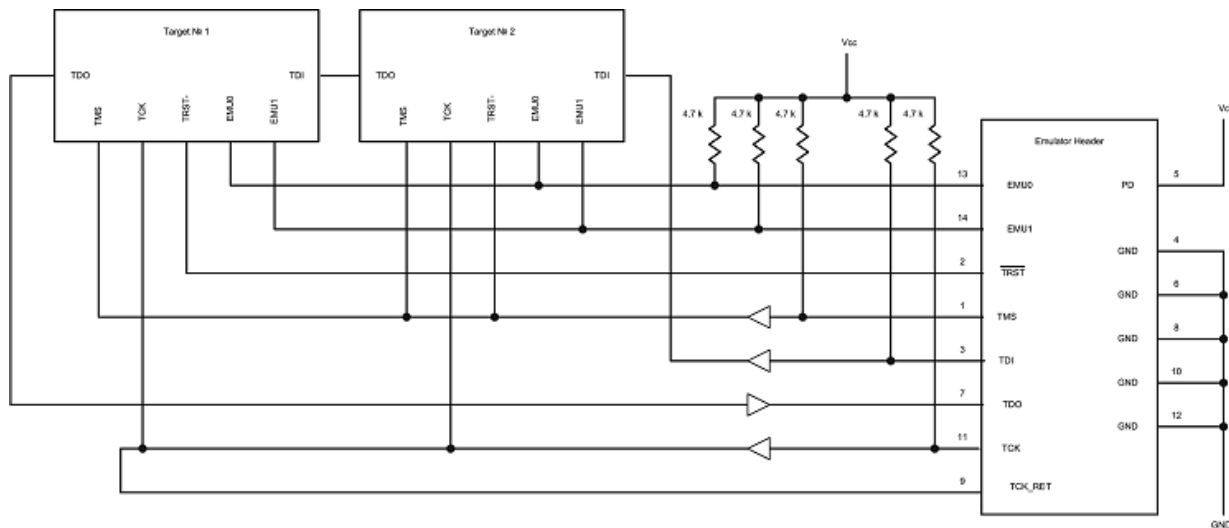 Target № 1
TDO
TDI
TMS
TCK
TRST-
EMU0
EMU1
Target № 2
TDO
TDI
TMS
TCK
TRST-
EMU0
EMU1
Vcc
4.7 k
4.7 k
4.7 k
4.7 k
4.7 k
Emulator Header
13
EMU0
14
EMU1
2
TRST
1
TMS
3
TDI
7
TDO
11
TCK
9
TCK_RET
PD
5
GND
4
GND
6
GND
8
GND
10
GND
12
GND